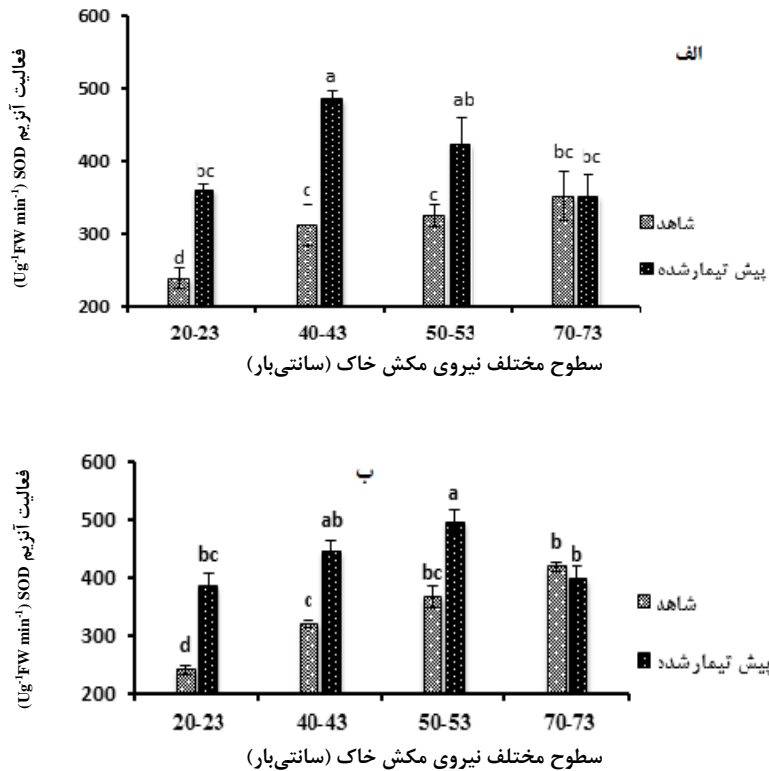 600
500
400
300
200
فعالیت آنزیم SOD (Ug⁻¹FW min⁻¹)
الف
d
bc
c
a
c
ab
bc
bc
شاهد
پیش تیمارشده
20-23
40-43
50-53
70-73
سطوح مختلف نیروی مکش خاک (سانتی‌بار)
600
500
400
300
200
فعالیت آنزیم SOD (Ug⁻¹FW min⁻¹)
ب
d
bc
c
ab
bc
a
b
b
شاهد
پیش تیمارشده
20-23
40-43
50-53
70-73
سطوح مختلف نیروی مکش خاک (سانتی‌بار)